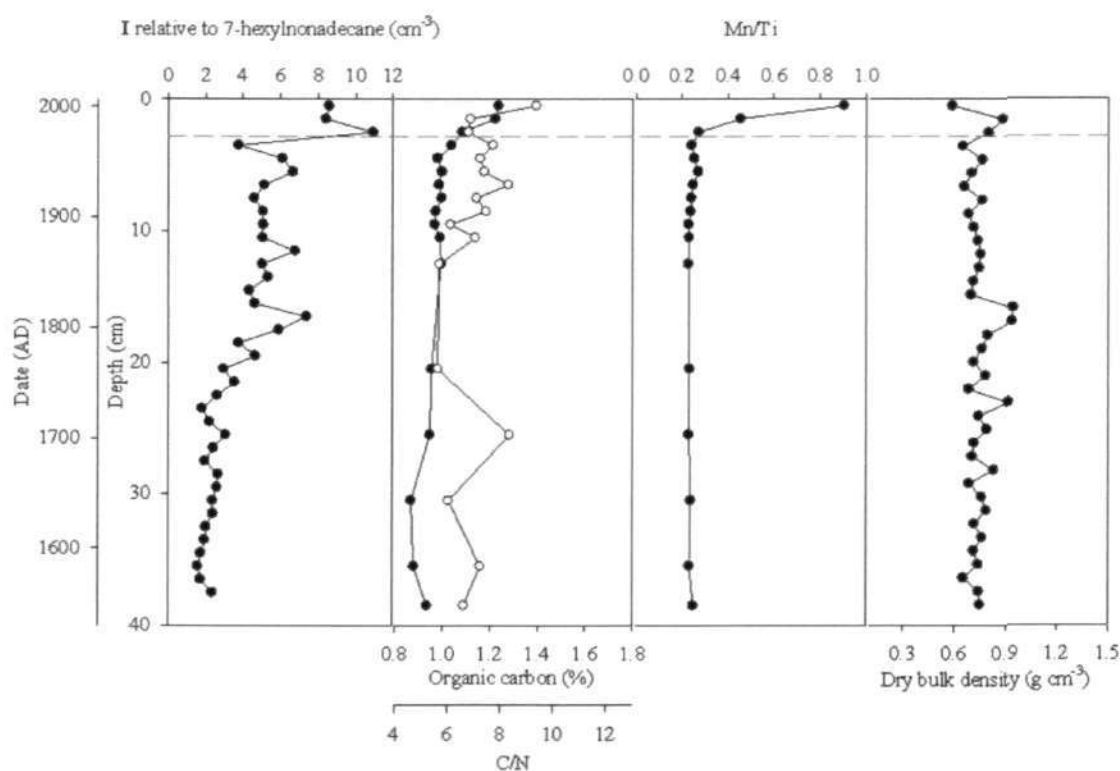 I relative to 7-hexylnonadecane (cm-3)
Mn/Ti
0 2 4 6 8 10 12
0.0 0.2 0.4 0.6 0.8 1.0
2000
1900
1800
1700
1600
Date (AD)
0
10
20
30
40
Depth (cm)
0.8 1.0 1.2 1.4 1.6 1.8
Organic carbon (%)
0.3 0.6 0.9 1.2 1.5
Dry bulk density (g cm-3)
4 6 8 10 12
C/N